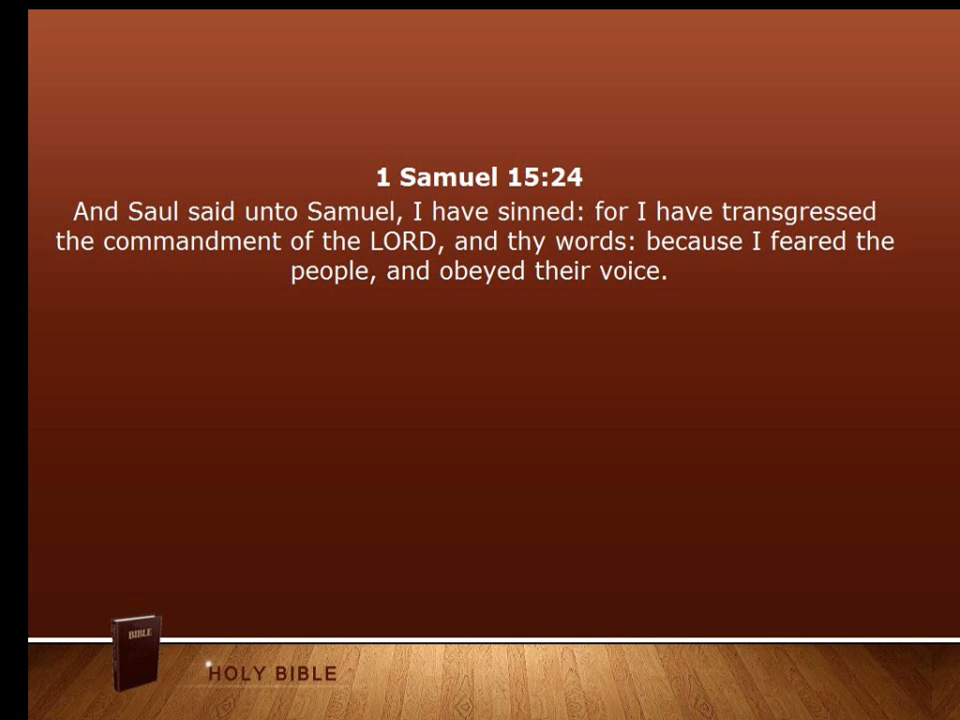 1 Samuel 15:24
And Saul said unto Samuel, I have sinned: for I have transgressed
the commandment of the LORD, and thy words: because I feared the
people, and obeyed their voice.
BIBLE
HOLY BIBLE